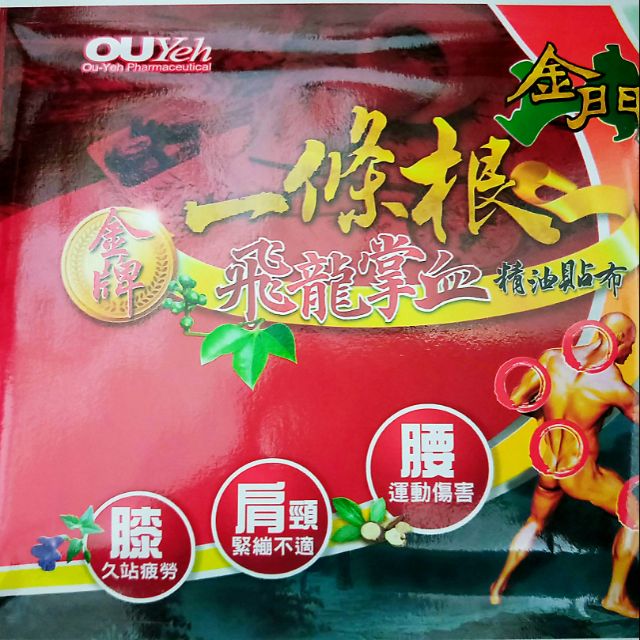 OUYeh
Ou-Yeh Pharmaceutical
金門
一條根
金牌
飛龍掌血 精油貼布
腰
運動傷害
肩頸
緊繃不適
膝
久站疲勞